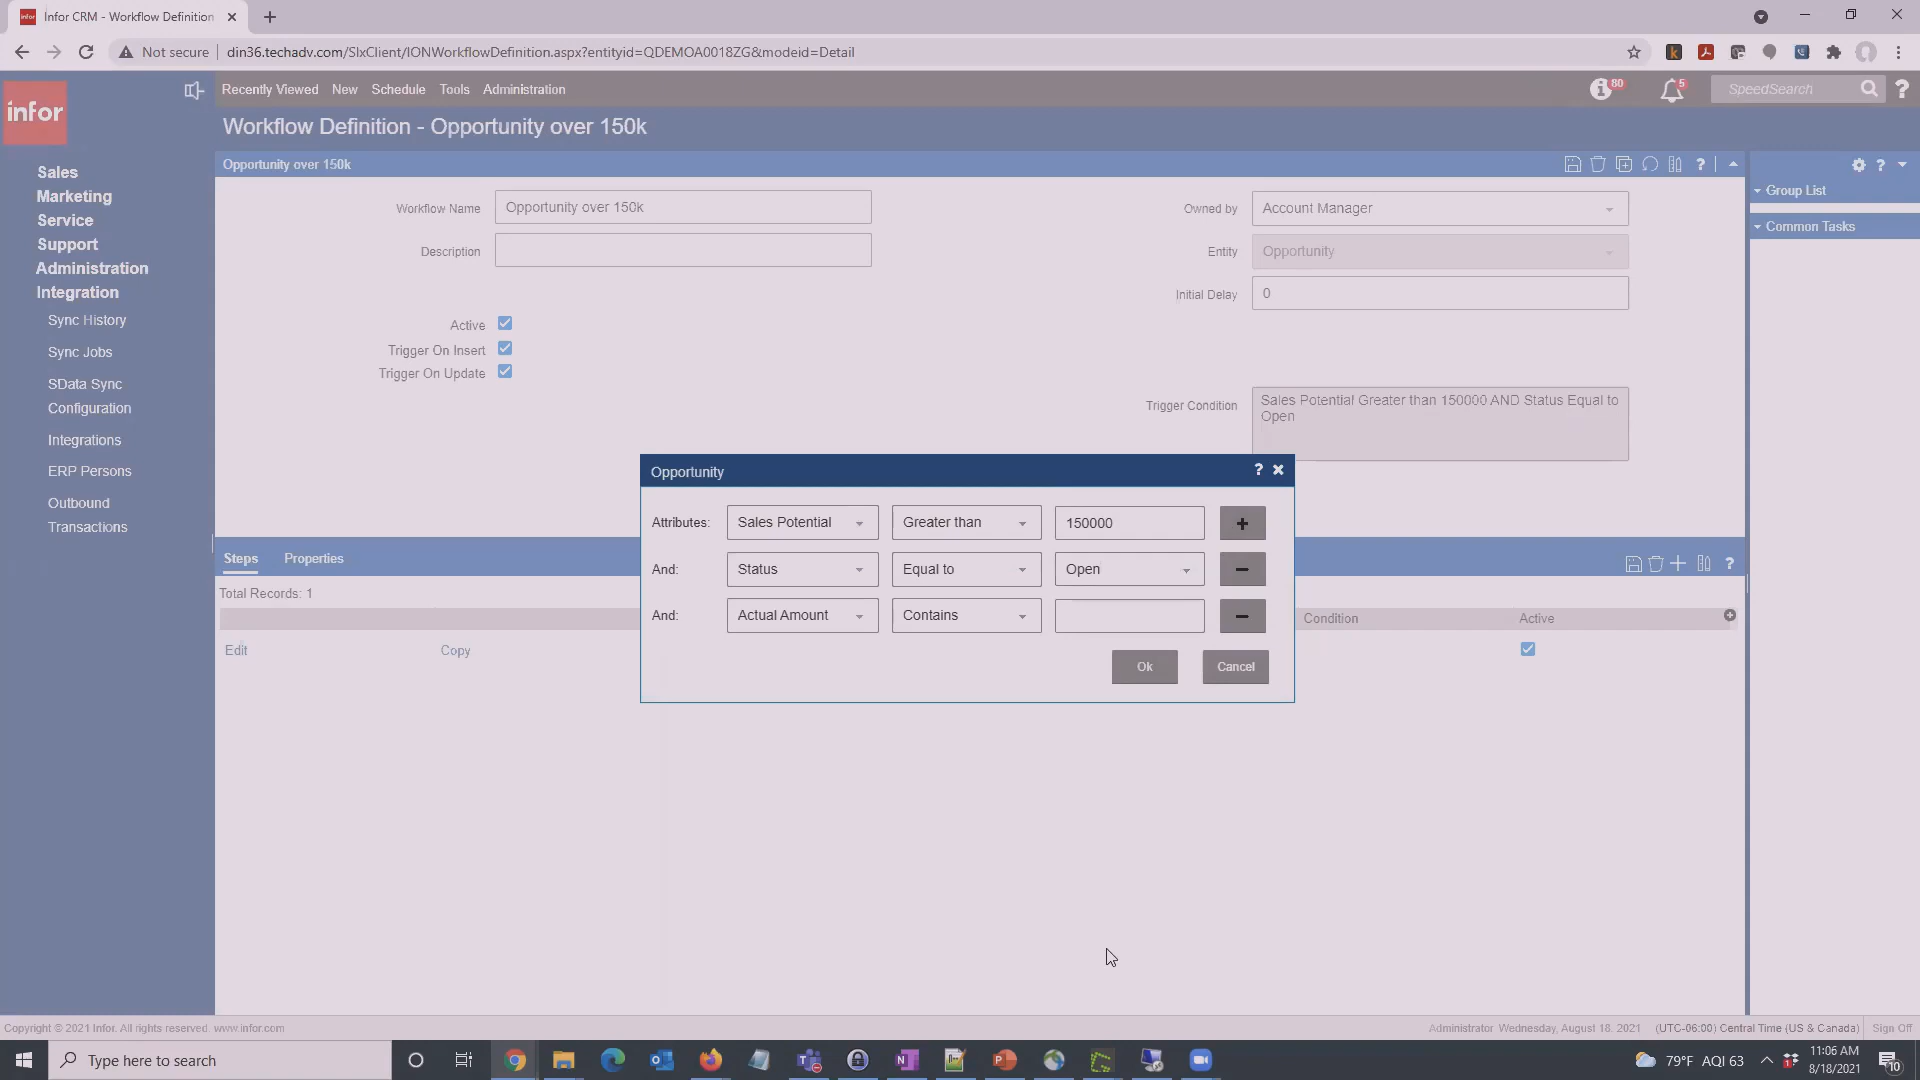 infor Infor CRM - Workflow Definition
Not secure din36.techadv.com/SlxClient/IONWorkflowDefinition.aspx?entityid=QDEMOA0018ZG&modeid=Detail
infor
Recently Viewed New Schedule Tools Administration 80 5 SpeedSearch ?
Workflow Definition - Opportunity over 150k
Sales
Marketing
Service
Support
Administration
Integration
Sync History
Sync Jobs
SData Sync
Configuration
Integrations
ERP Persons
Outbound
Transactions
Opportunity over 150k ?
Workflow Name Opportunity over 150k
Description
Active
Trigger On Insert
Trigger On Update
Owned by Account Manager
Entity Opportunity
Initial Delay 0
Trigger Condition Sales Potential Greater than 150000 AND Status Equal to
Open
?
Group List
Common Tasks
Opportunity ?
Attributes: Sales Potential Greater than 150000 +
And: Status Equal to Open −
And: Actual Amount Contains −
Ok Cancel
Steps Properties ?
Total Records: 1
Condition Active
Edit Copy
Copyright © 2021 Infor. All rights reserved. www.infor.com
Administrator Wednesday, August 18, 2021 (UTC-06:00) Central Time (US & Canada) Sign Off
Type here to search
79°F AQI 63
11:06 AM
8/18/2021
10